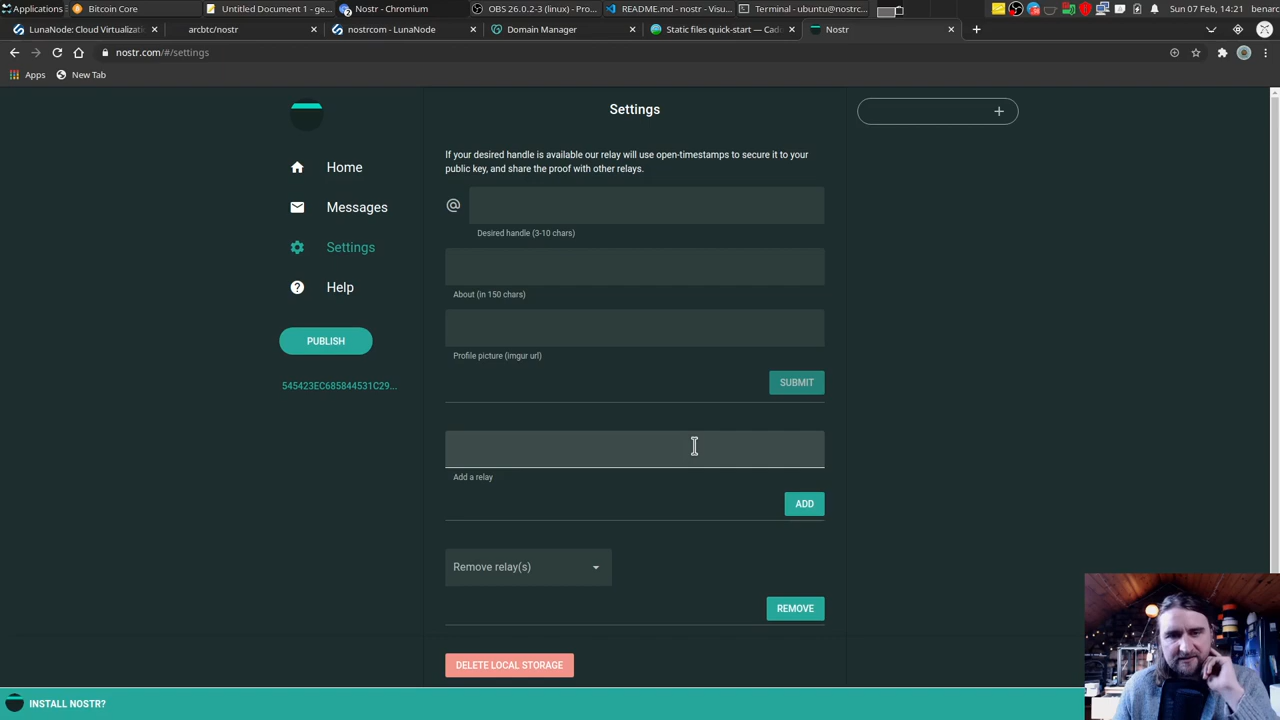 Applications
Bitcoin Core
Untitled Document 1 - ge...
Nostr - Chromium
OBS 26.0.2-3 (linux) - Pro...
README.md - nostr - Visu...
Terminal - ubuntu@nostrc...
Sun 07 Feb, 14:21
benarc
LunaNode: Cloud Virtualizati
arcbtc/nostr
nostrcom - LunaNode
Domain Manager
Static files quick-start — Cad
Nostr
nostr.com/#/settings
Apps
New Tab
Settings
If your desired handle is available our relay will use open-timestamps to secure it to your
public key, and share the proof with other relays.
Home
Messages
@
Desired handle (3-10 chars)
Settings
Help
About (in 150 chars)
PUBLISH
Profile picture (imgur url)
545423EC685844531C29...
SUBMIT
Add a relay
ADD
Remove relay(s)
REMOVE
DELETE LOCAL STORAGE
INSTALL NOSTR?